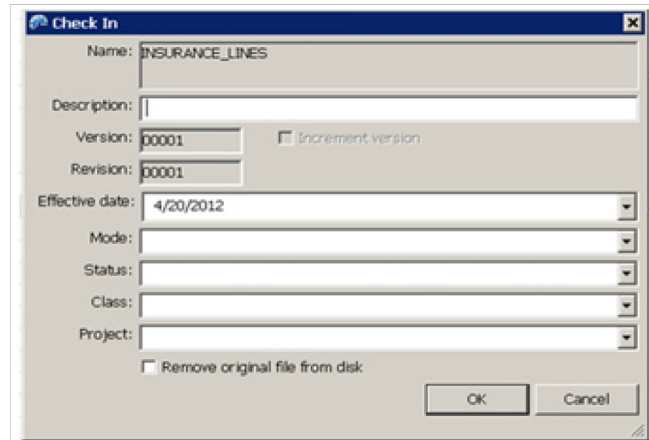 Check In
Name: INSURANCE_LINES
Description:
Version: 00001 Increment version
Revision: 00001
Effective date: 4/20/2012
Mode:
Status:
Class:
Project:
Remove original file from disk
OK Cancel